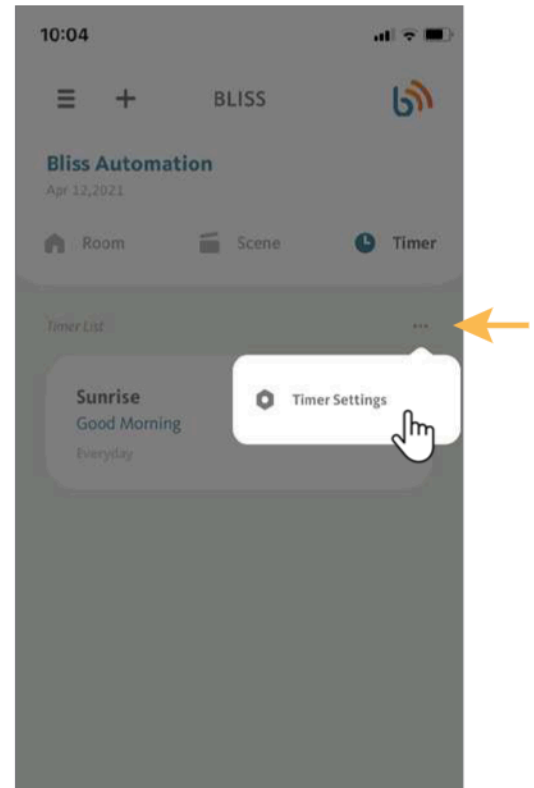 10:04
BLISS
Bliss Automation
Apr 12,2021
Room Scene Timer
Timer List
Timer Settings
Sunrise
Good Morning
Everyday